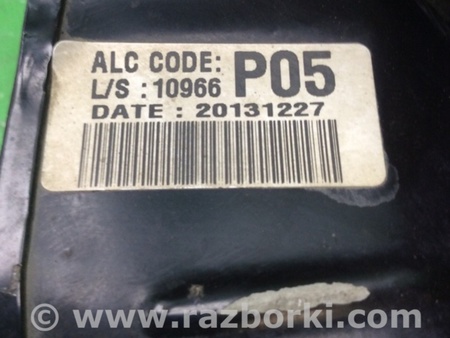 ALC CODE: P05
L/S : 10966
DATE : 20131227
© www.razborki.com